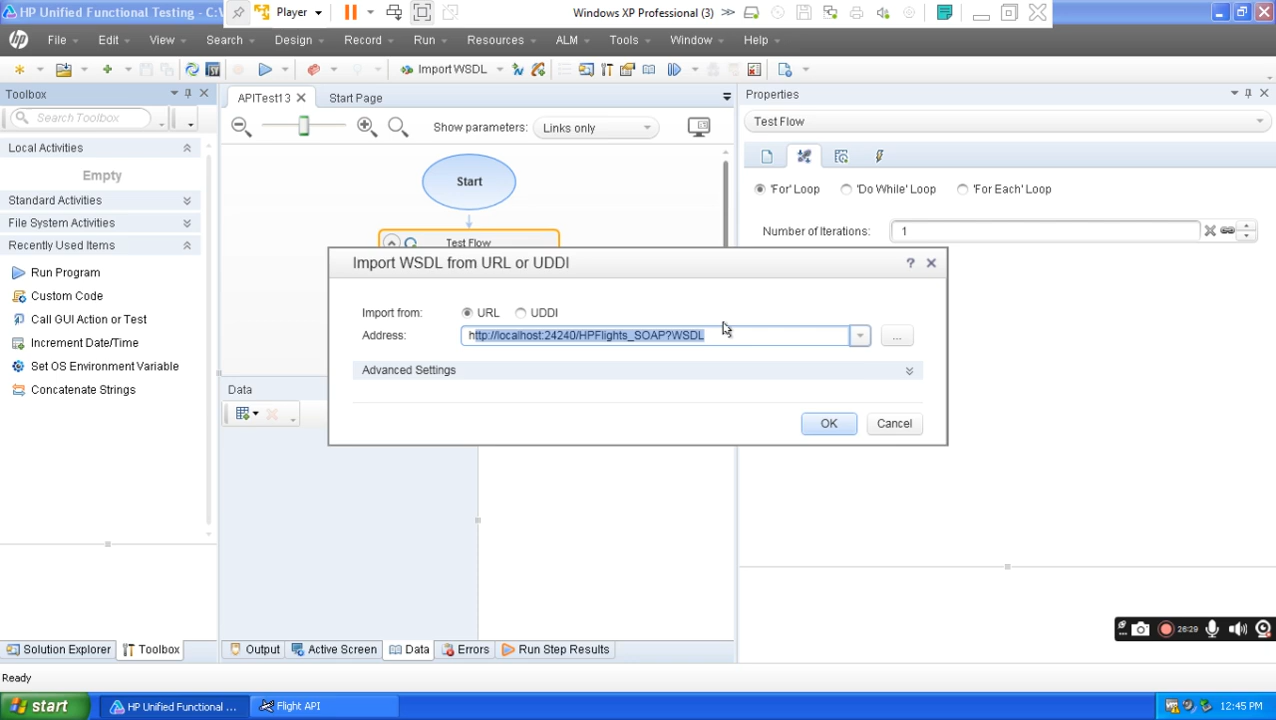 HP Unified Functional Testing - C:\
Player
Windows XP Professional (3)
File Edit View Search Design Record Run Resources ALM Tools Window Help
Import WSDL
Toolbox
Search Toolbox
Local Activities
Empty
Standard Activities
File System Activities
Recently Used Items
Run Program
Custom Code
Call GUI Action or Test
Increment Date/Time
Set OS Environment Variable
Concatenate Strings
APITest13
Start Page
Show parameters: Links only
Start
Test Flow
Properties
Test Flow
'For' Loop
'Do While' Loop
'For Each' Loop
Number of Iterations: 1
Import WSDL from URL or UDDI
Import from: URL UDDI
Address: http://localhost:24240/HPFlights_SOAP?WSDL
...
Advanced Settings
OK
Cancel
Data
Solution Explorer
Toolbox
Output
Active Screen
Data
Errors
Run Step Results
26:29
Ready
start
HP Unified Functional ...
Flight API
12:45 PM